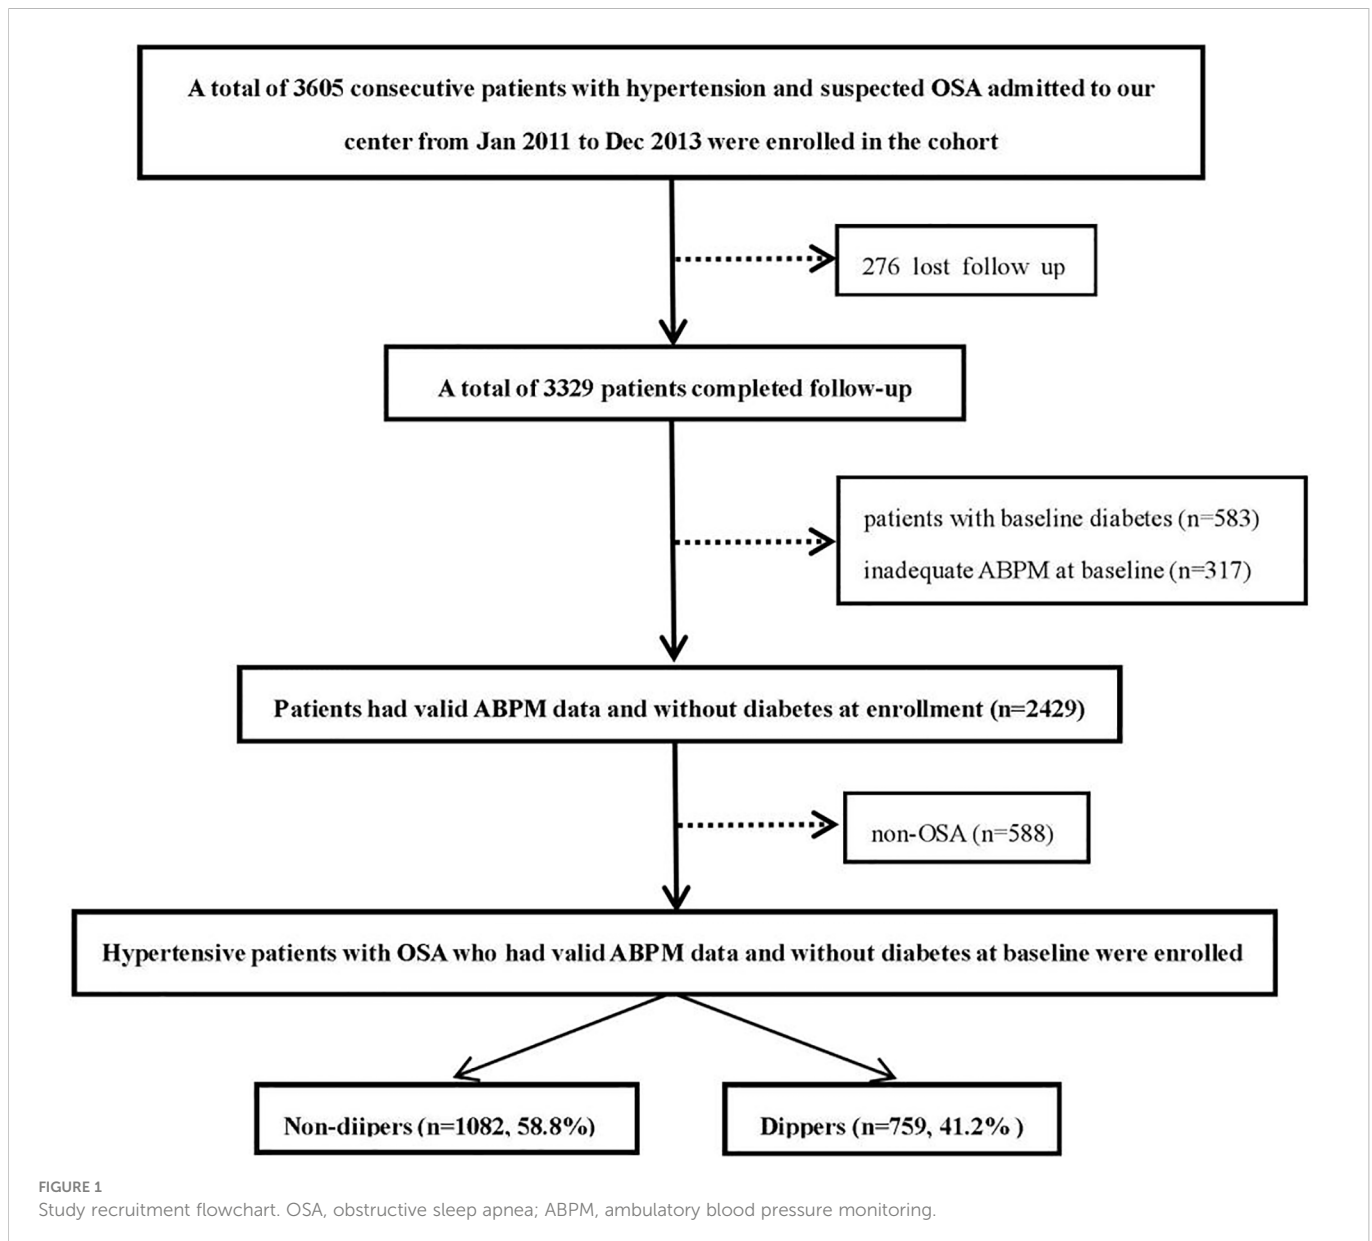 A total of 3605 consecutive patients with hypertension and suspected OSA admitted to our
center from Jan 2011 to Dec 2013 were enrolled in the cohort
276 lost follow up
A total of 3329 patients completed follow-up
patients with baseline diabetes (n=583)
inadequate ABPM at baseline (n=317)
Patients had valid ABPM data and without diabetes at enrollment (n=2429)
non-OSA (n=588)
Hypertensive patients with OSA who had valid ABPM data and without diabetes at baseline were enrolled
Non-diipers (n=1082, 58.8%)
Dippers (n=759, 41.2% )
FIGURE 1
Study recruitment flowchart. OSA, obstructive sleep apnea; ABPM, ambulatory blood pressure monitoring.